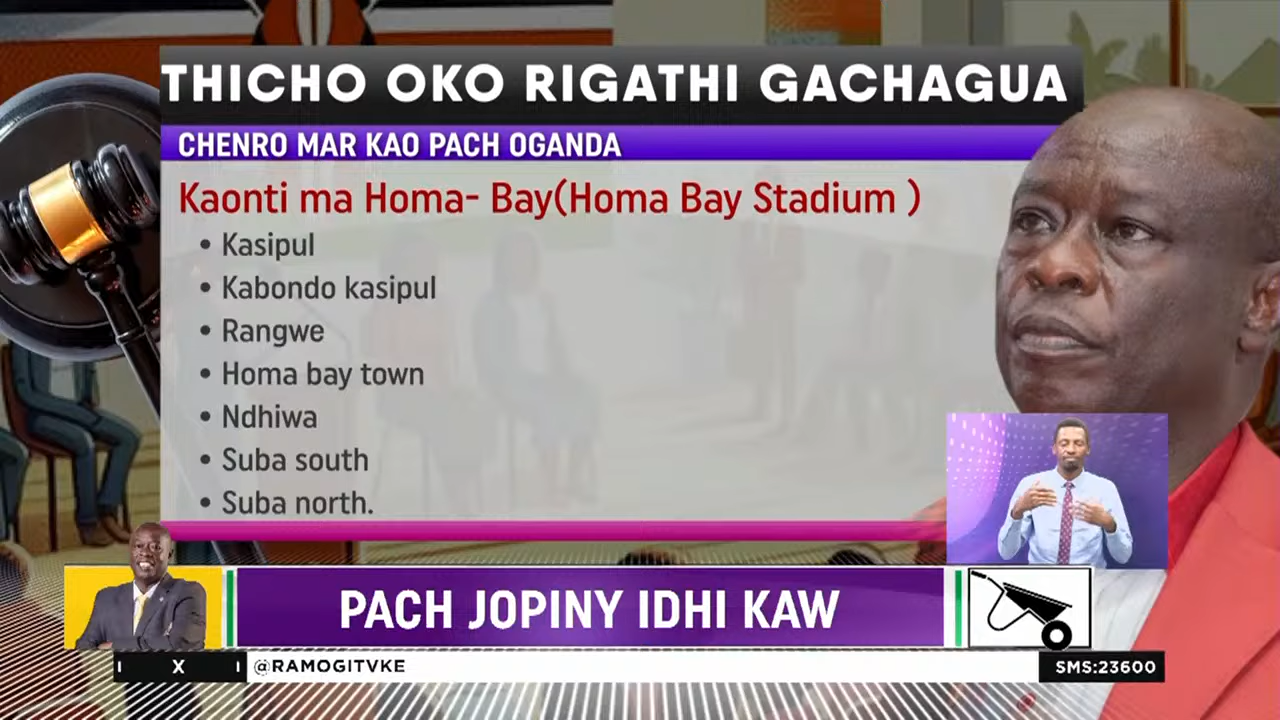 THICHO OKO RIGATHI GACHAGUA
CHENRO MAR KAO PACH OGANDA
Kaonti ma Homa- Bay(Homa Bay Stadium )
• Kasipul
• Kabondo kasipul
• Rangwe
• Homa bay town
• Ndhiwa
• Suba south
• Suba north.
PACH JOPINY IDHI KAW
X
@RAMOGITVKE
SMS:23600